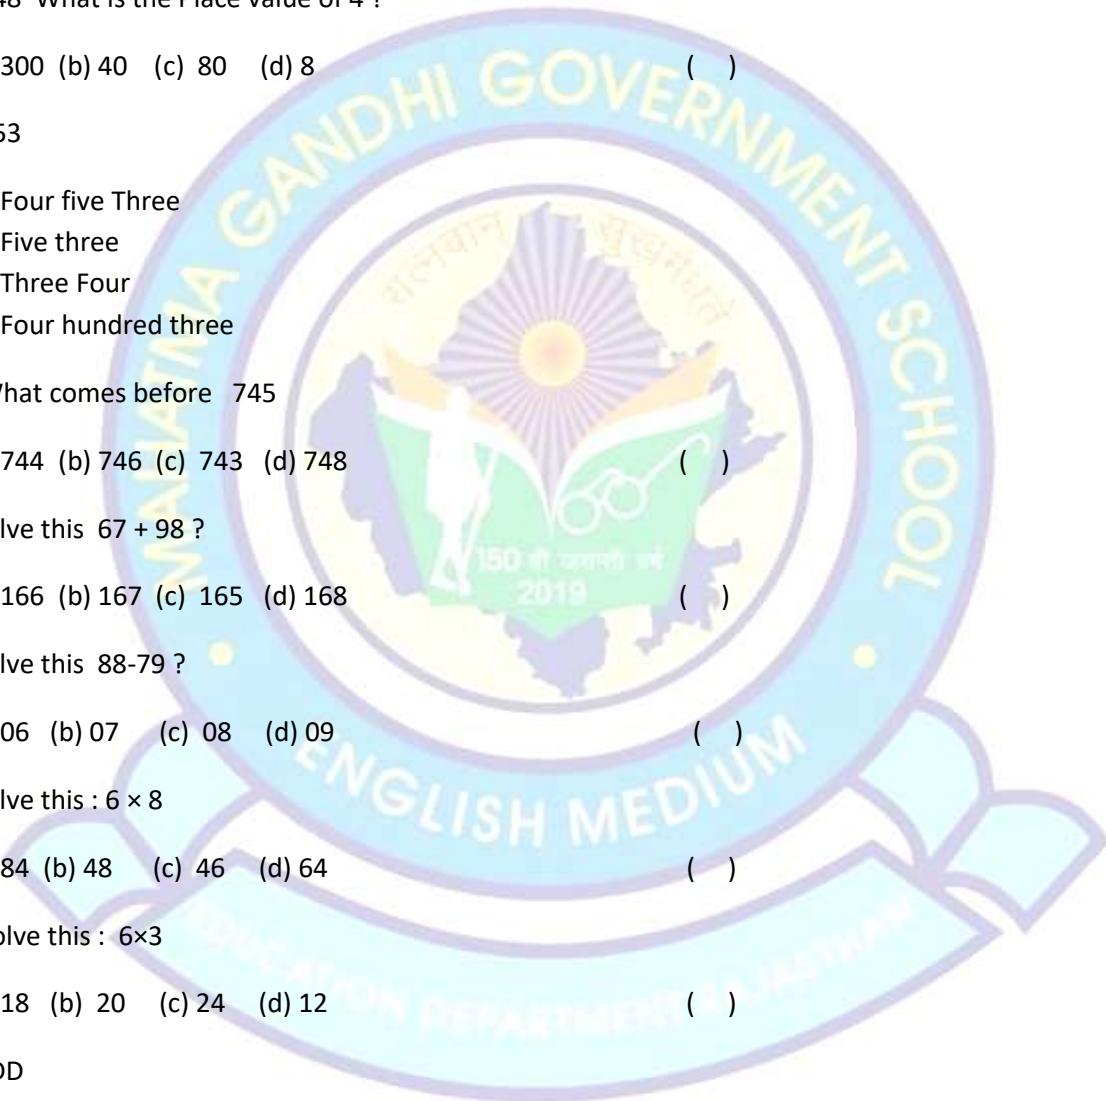 48 What is the Place value of 4 ?
300 (b) 40 (c) 80 (d) 8 ( )
53
Four five Three
Five three
Three Four
Four hundred three
What comes before 745
744 (b) 746 (c) 743 (d) 748 ( )
lve this 67 + 98 ?
166 (b) 167 (c) 165 (d) 168 ( )
lve this 88-79 ?
06 (b) 07 (c) 08 (d) 09 ( )
lve this : 6 × 8
84 (b) 48 (c) 46 (d) 64 ( )
olve this : 6×3
18 (b) 20 (c) 24 (d) 12 ( )
DD
MAHATMA GANDHI GOVERNMENT SCHOOL
150 वी जयन्ती वर्ष
2019
• ENGLISH MEDIUM •
EDUCATION DEPARTMENT RAJASTHAN